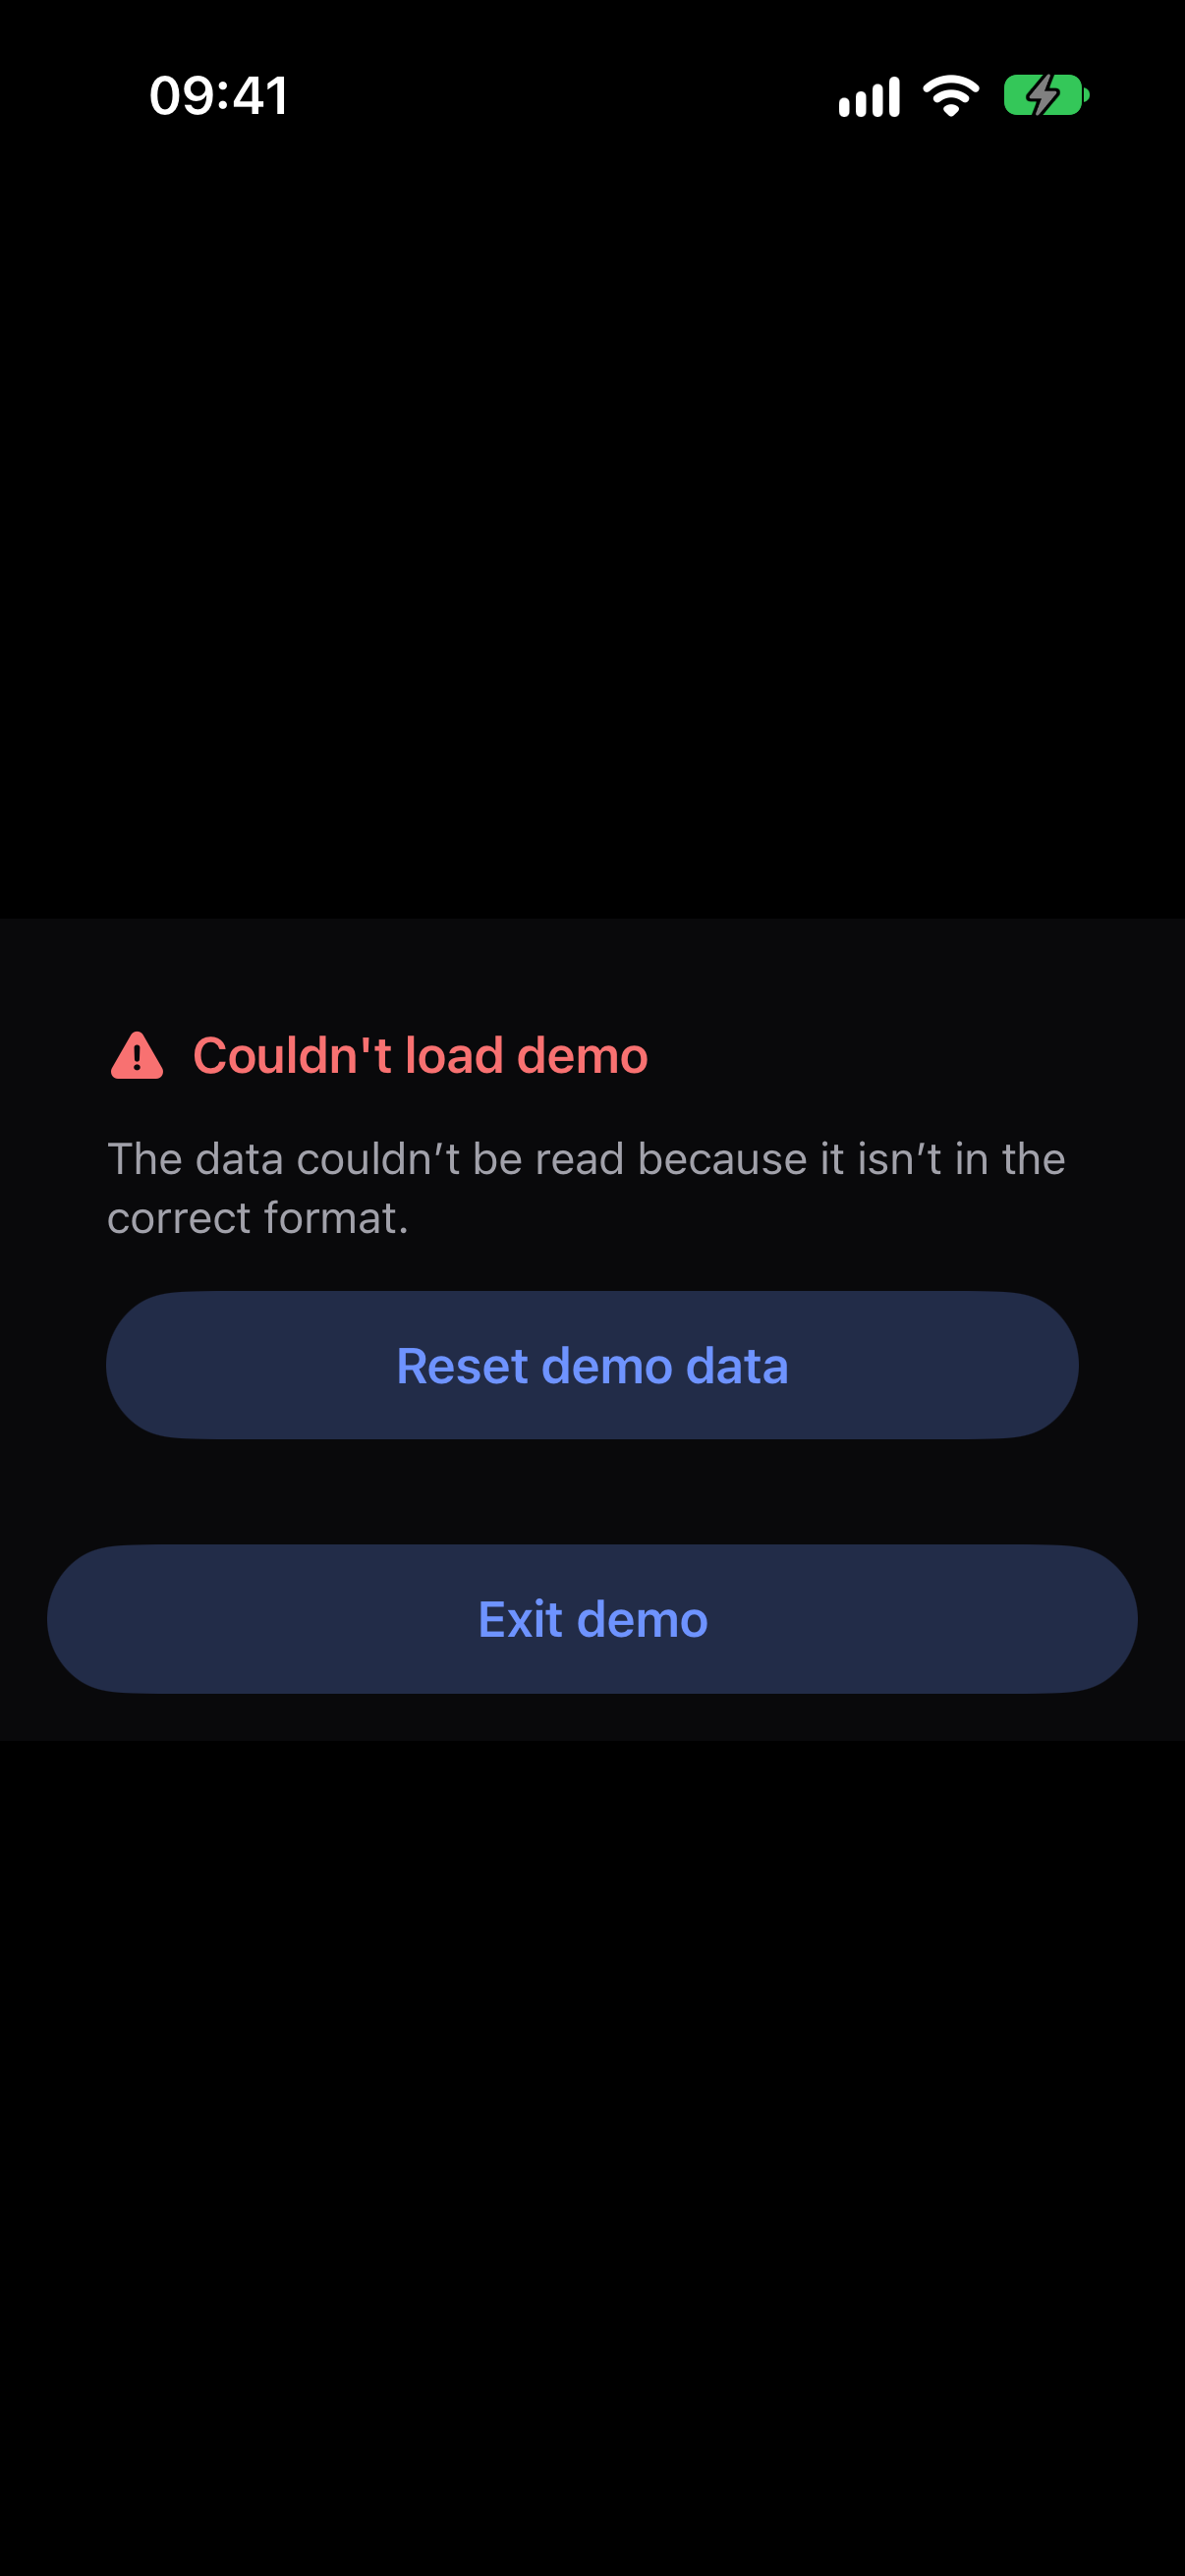 09:41
Couldn't load demo
The data couldn’t be read because it isn’t in the
correct format.
Reset demo data
Exit demo